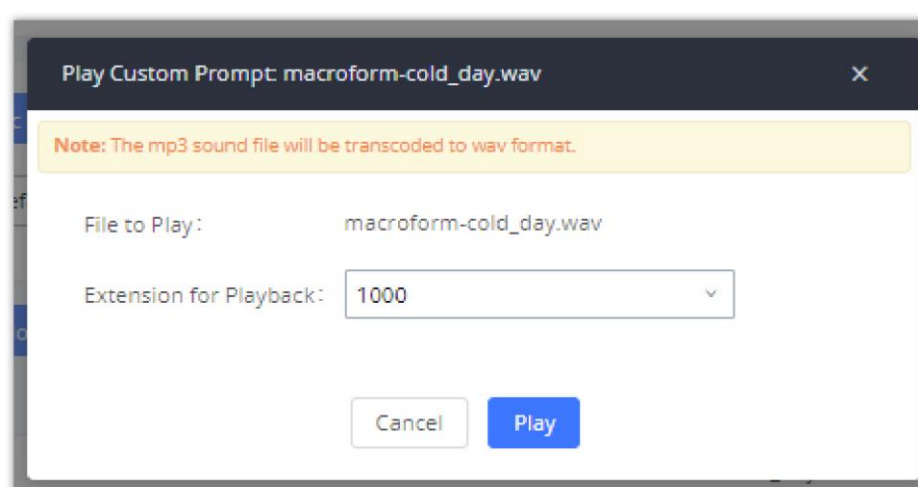 Play Custom Prompt: macroform-cold_day.wav ×
Note: The mp3 sound file will be transcoded to wav format.
File to Play: macroform-cold_day.wav
Extension for Playback: 1000
Cancel Play